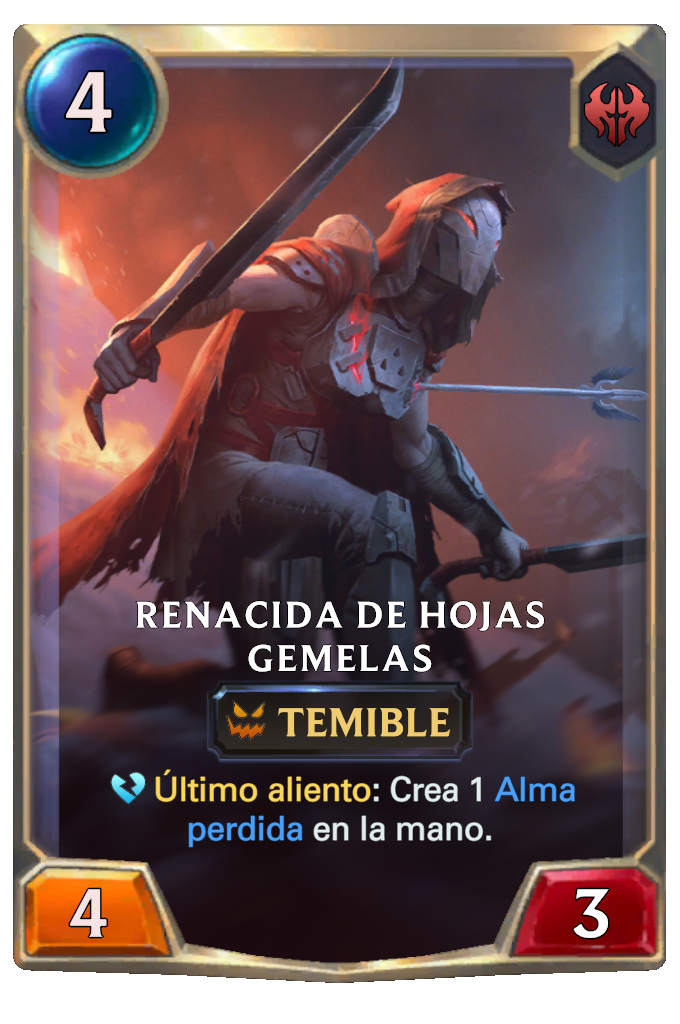 4
RENACIDA DE HOJAS
GEMELAS
TEMIBLE
Último aliento: Crea 1 Alma
perdida en la mano.
4
3